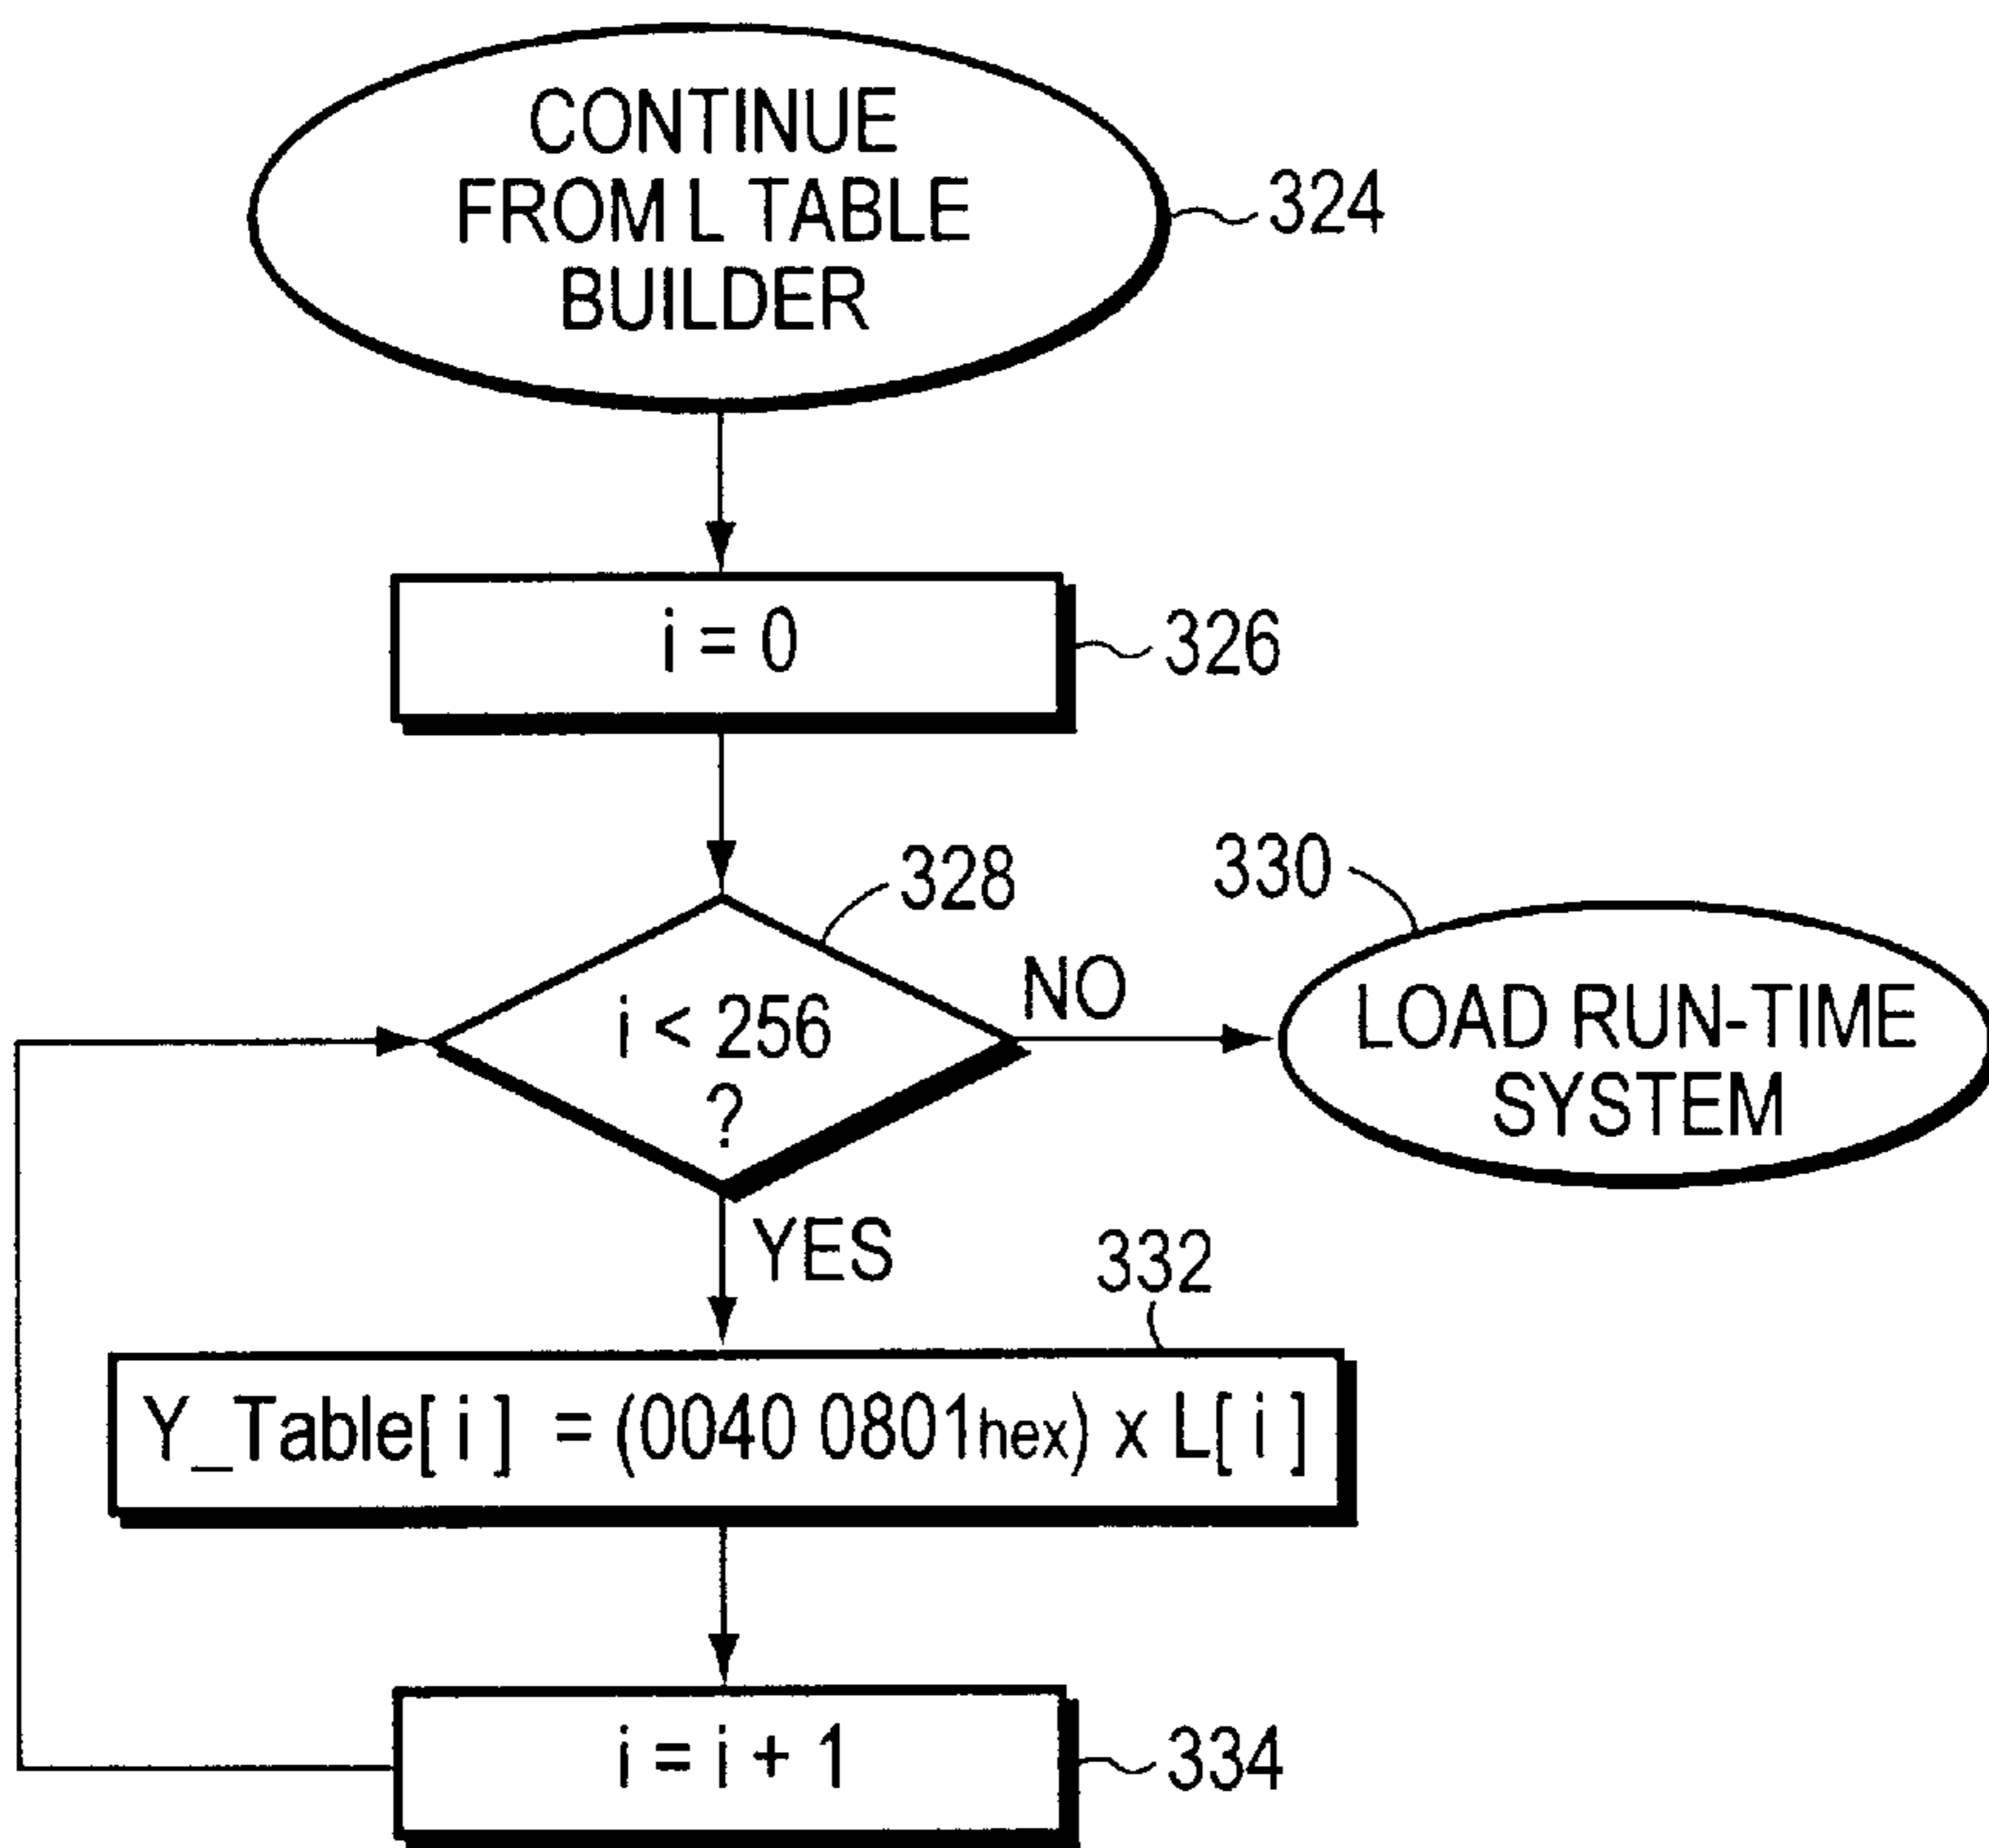 CONTINUE
FROM L TABLE
BUILDER
324
i = 0
326
328
330
i < 256
?
NO
LOAD RUN-TIME
SYSTEM
YES
332
Y_Table[ i ] = (0040 0801hex) x L[ i ]
i = i + 1
334